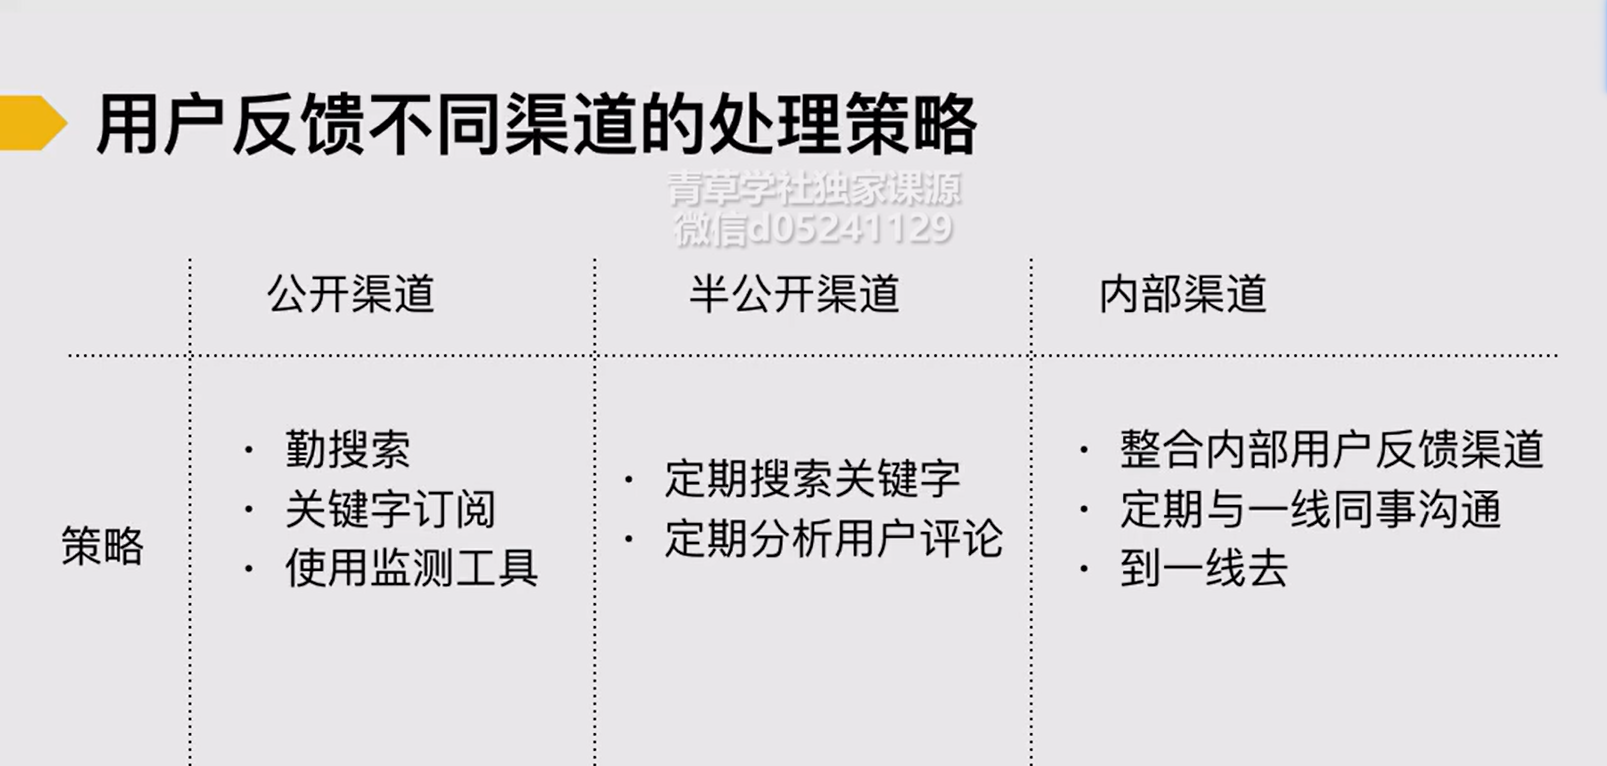 用户反馈不同渠道的处理策略
青草学社独家课源
微信d05241129
公开渠道
半公开渠道
内部渠道
策略
· 勤搜索
· 关键字订阅
· 使用监测工具
· 定期搜索关键字
· 定期分析用户评论
· 整合内部用户反馈渠道
· 定期与一线同事沟通
· 到一线去